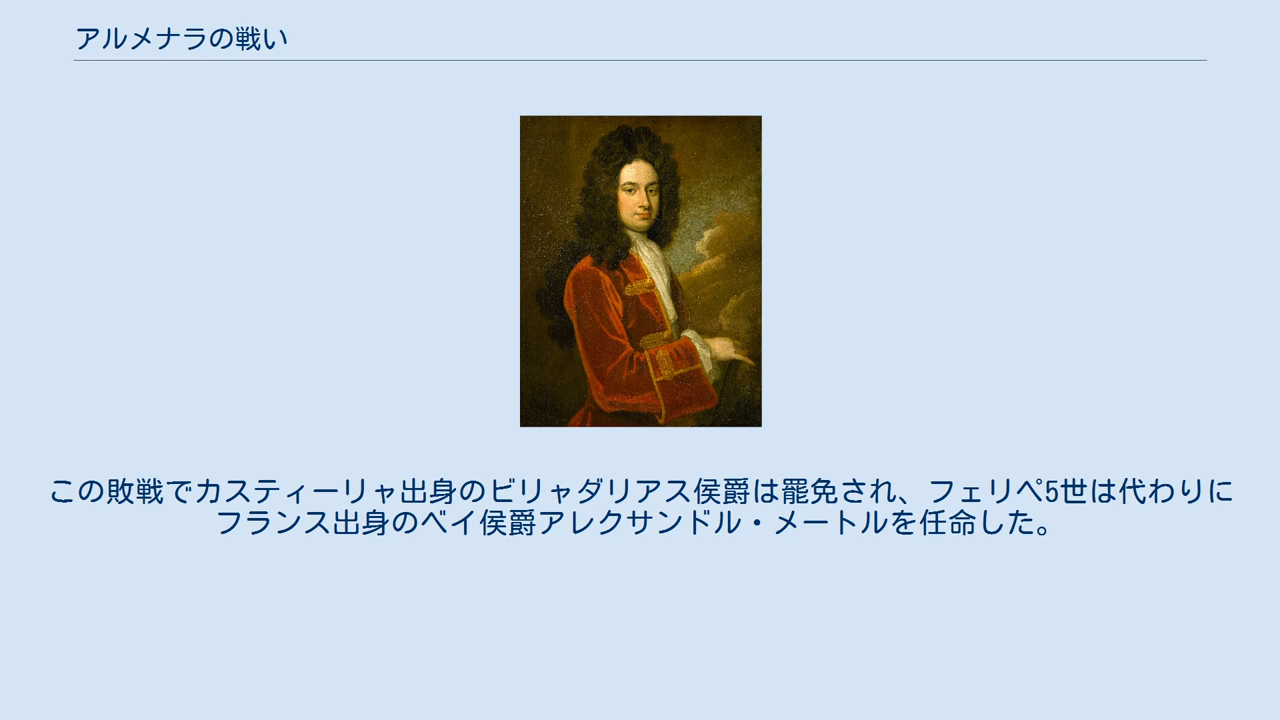 アルメナラの戦い
この敗戦でカスティーリャ出身のビリャダリアス侯爵は罷免され、フェリペ5世は代わりに
フランス出身のベイ侯爵アレクサンドル・メートルを任命した。